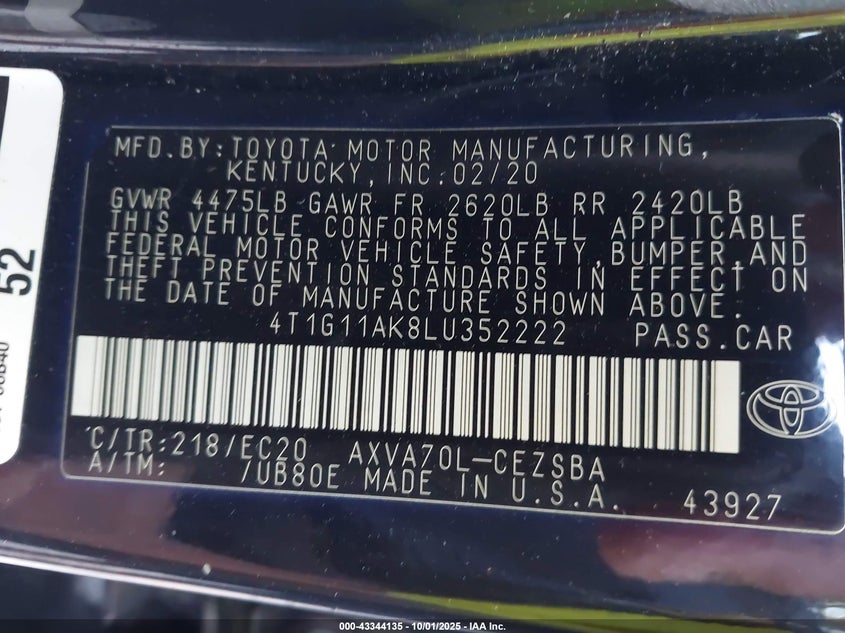 MFD.BY:TOYOTA MOTOR MANUFACTURING,
KENTUCKY,INC.02/20
GVWR 4475LB GAWR FR 2620LB RR 2420LB
THIS VEHICLE CONFORMS TO ALL APPLICABLE
FEDERAL MOTOR VEHICLE SAFETY,BUMPER,AND
THEFT PREVENTION STANDARDS IN EFFECT ON
THE DATE OF MANUFACTURE SHOWN ABOVE.
4T1G11AK8LU352222 PASS.CAR
C/TR:218/EC20 AXVA70L-CEZSBA
A/TM: /UB80E MADE IN U.S.A. 43927
52
000-43344135 - 10/01/2025 - IAA Inc.